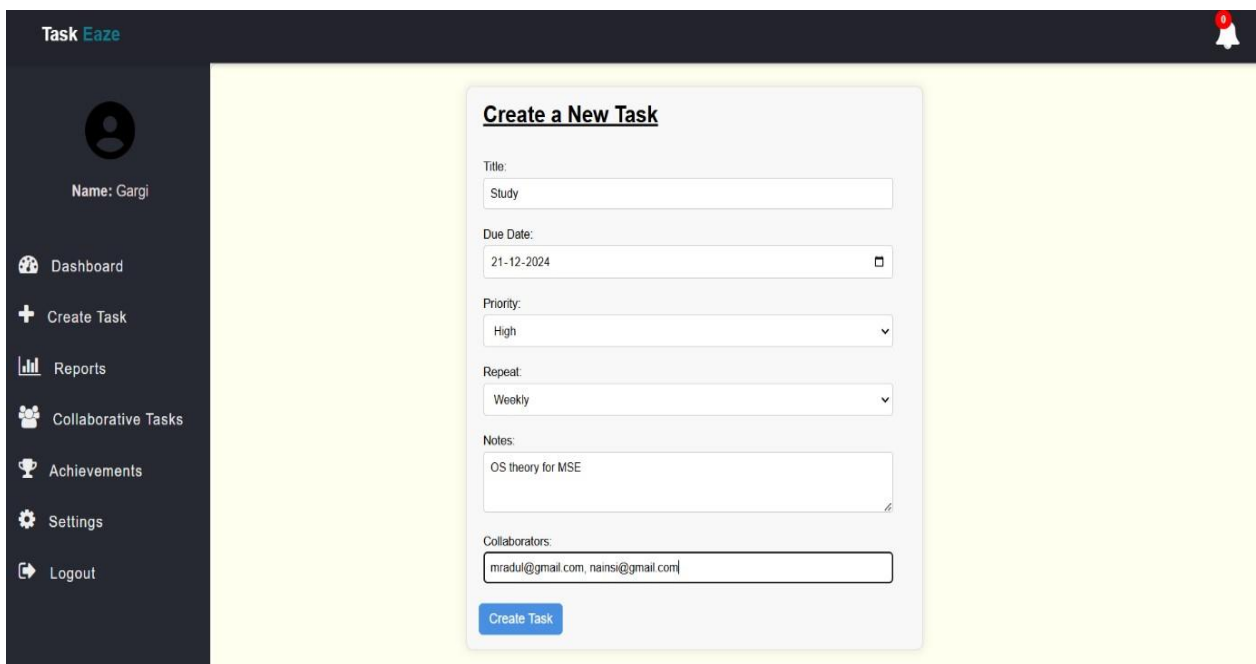 Task Eaze
0
Name: Gargi
Dashboard
Create Task
Reports
Collaborative Tasks
Achievements
Settings
Logout
Create a New Task
Title:
Study
Due Date:
21-12-2024
Priority:
High
Repeat:
Weekly
Notes:
OS theory for MSE
Collaborators:
mradul@gmail.com, nainsi@gmail.com
Create Task